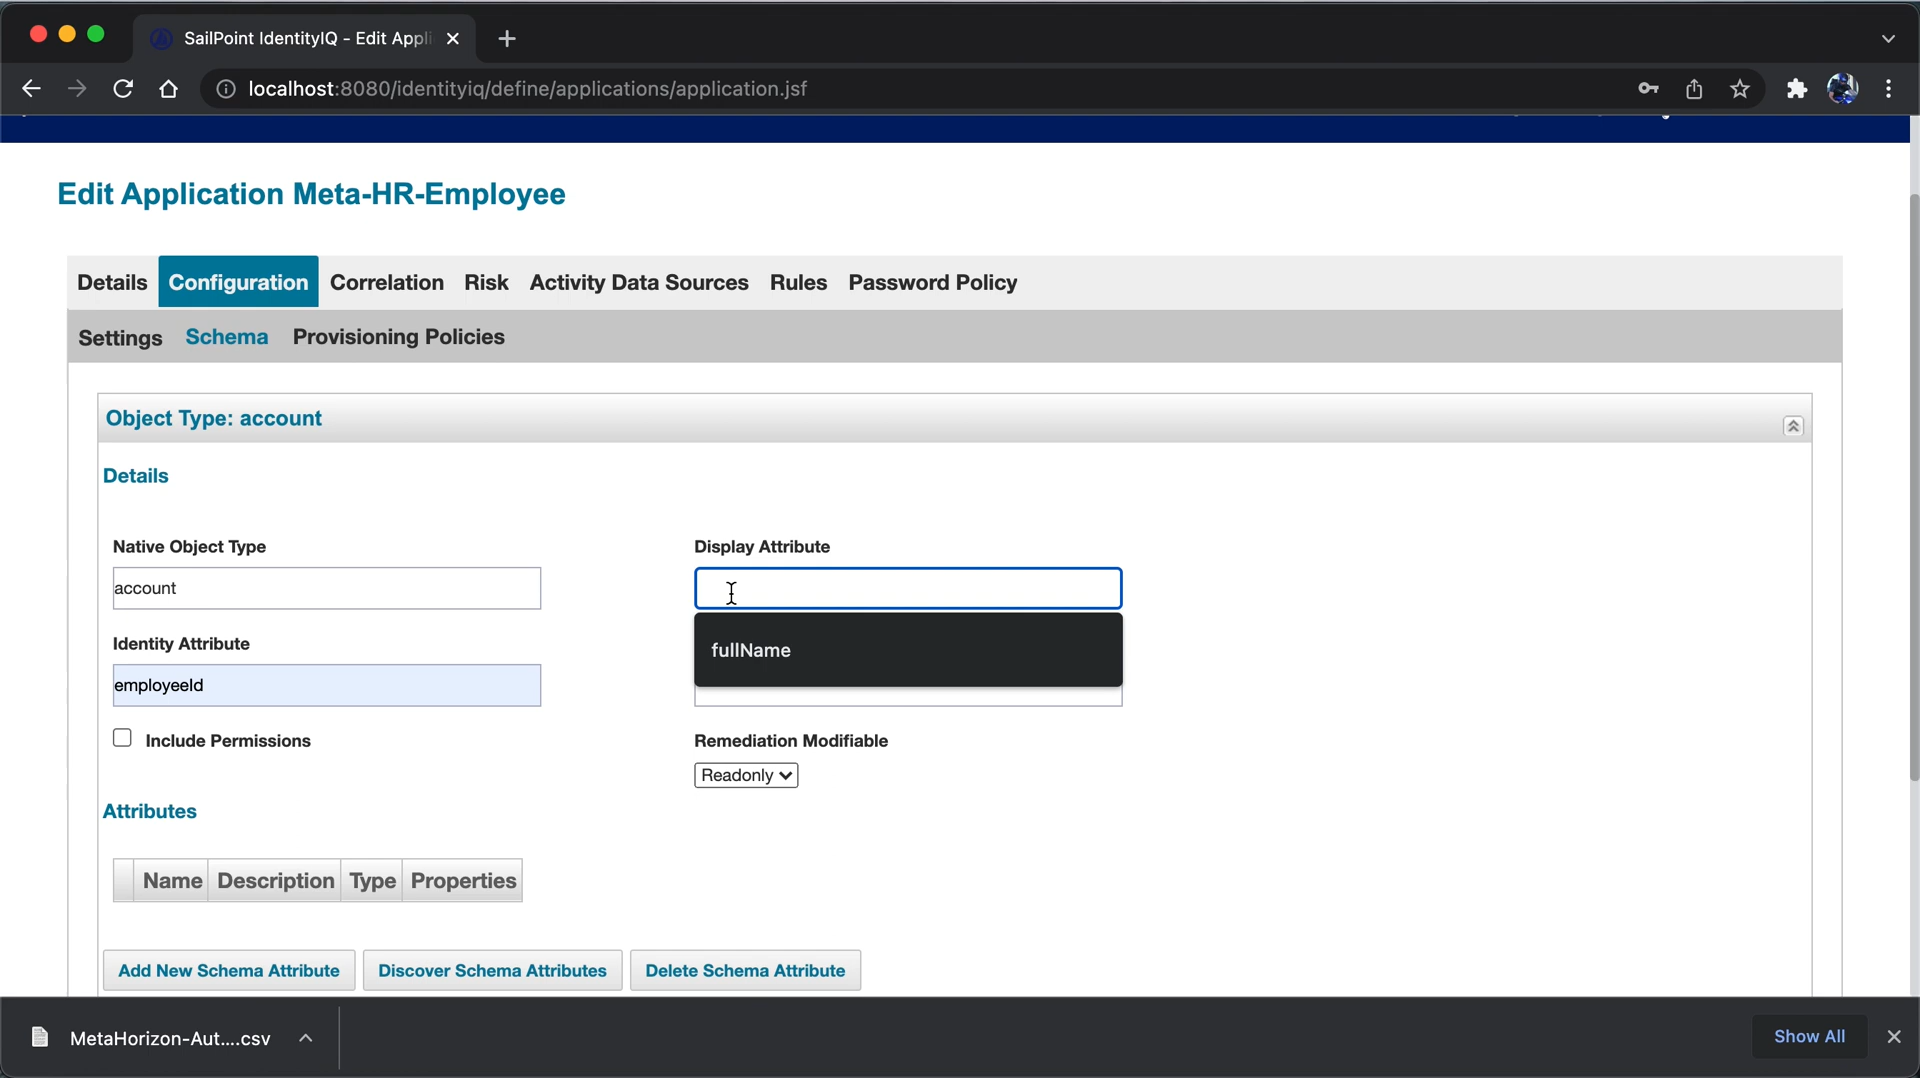 SailPoint IdentityIQ - Edit Appli
localhost:8080/identityiq/define/applications/application.jsf
Edit Application Meta-HR-Employee
Details Configuration Correlation Risk Activity Data Sources Rules Password Policy
Settings Schema Provisioning Policies
Object Type: account
Details
Native Object Type Display Attribute
account
fullName
Identity Attribute
employeeId
Include Permissions Remediation Modifiable
Readonly
Attributes
Name Description Type Properties
Add New Schema Attribute Discover Schema Attributes Delete Schema Attribute
MetaHorizon-Aut....csv Show All